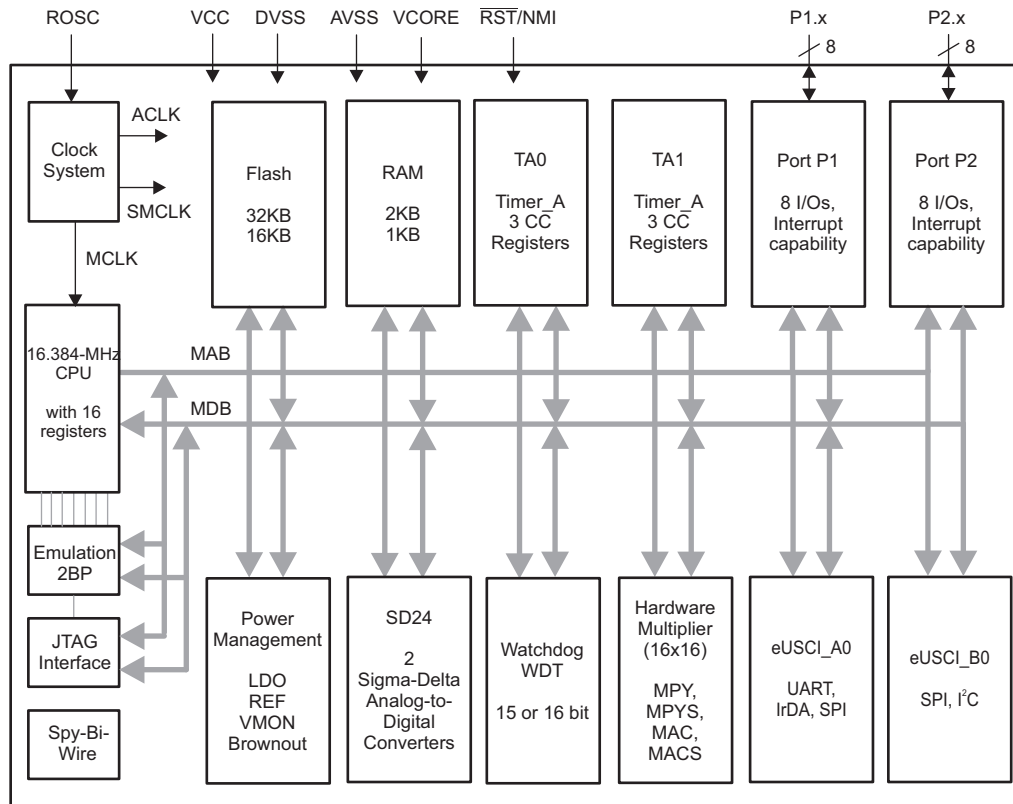 ROSC
VCC
DVSS
AVSS
VCORE
RST/NMI
P1.x
P2.x
8
8
Clock
System
ACLK
SMCLK
MCLK
Flash
32KB
16KB
RAM
2KB
1KB
TA0
Timer_A
3 CC
Registers
TA1
Timer_A
3 CC
Registers
Port P1
8 I/Os,
Interrupt
capability
Port P2
8 I/Os,
Interrupt
capability
16.384-MHz
CPU
with 16
registers
MAB
MDB
Emulation
2BP
JTAG
Interface
Spy-Bi-
Wire
Power
Management
LDO
REF
VMON
Brownout
SD24
2
Sigma-Delta
Analog-to-
Digital
Converters
Watchdog
WDT
15 or 16 bit
Hardware
Multiplier
(16x16)
MPY,
MPYS,
MAC,
MACS
eUSCI_A0
UART,
IrDA, SPI
eUSCI_B0
SPI, I²C